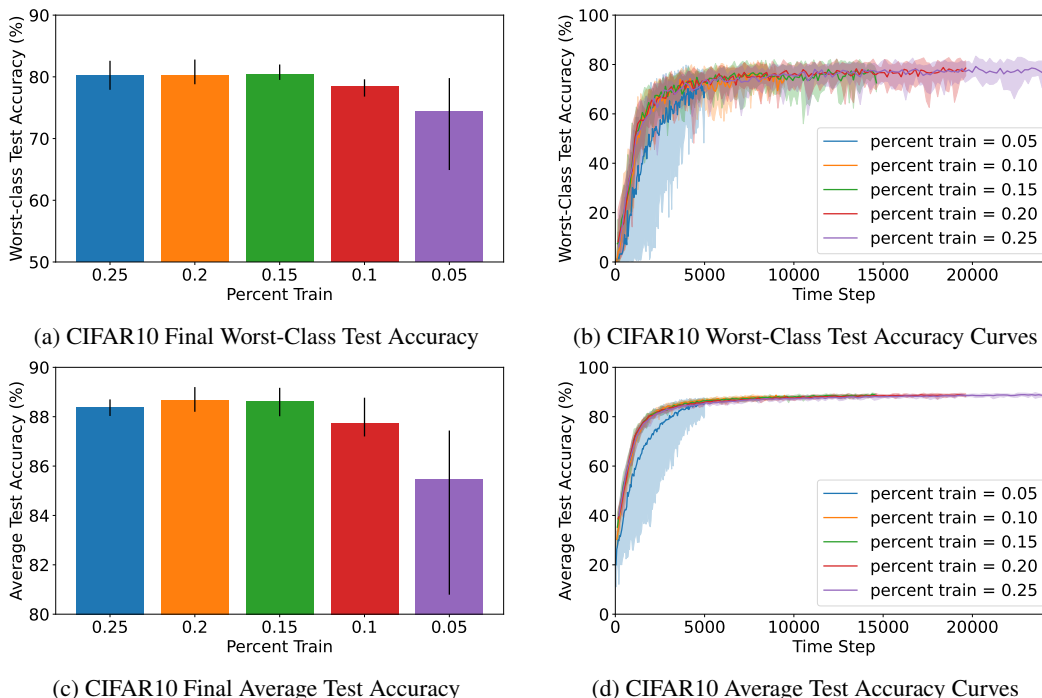 90
80
70
60
50
Worst-class Test Accuracy (%)
0.25 0.2 0.15 0.1 0.05
Percent Train
(a) CIFAR10 Final Worst-Class Test Accuracy
100
80
60
40
20
0
Worst-Class Test Accuracy (%)
percent train = 0.05
percent train = 0.10
percent train = 0.15
percent train = 0.20
percent train = 0.25
0 5000 10000 15000 20000
Time Step
(b) CIFAR10 Worst-Class Test Accuracy Curves
90
88
86
84
82
80
Average Test Accuracy (%)
0.25 0.2 0.15 0.1 0.05
Percent Train
(c) CIFAR10 Final Average Test Accuracy
100
80
60
40
20
0
Average Test Accuracy (%)
percent train = 0.05
percent train = 0.10
percent train = 0.15
percent train = 0.20
percent train = 0.25
0 5000 10000 15000 20000
Time Step
(d) CIFAR10 Average Test Accuracy Curves